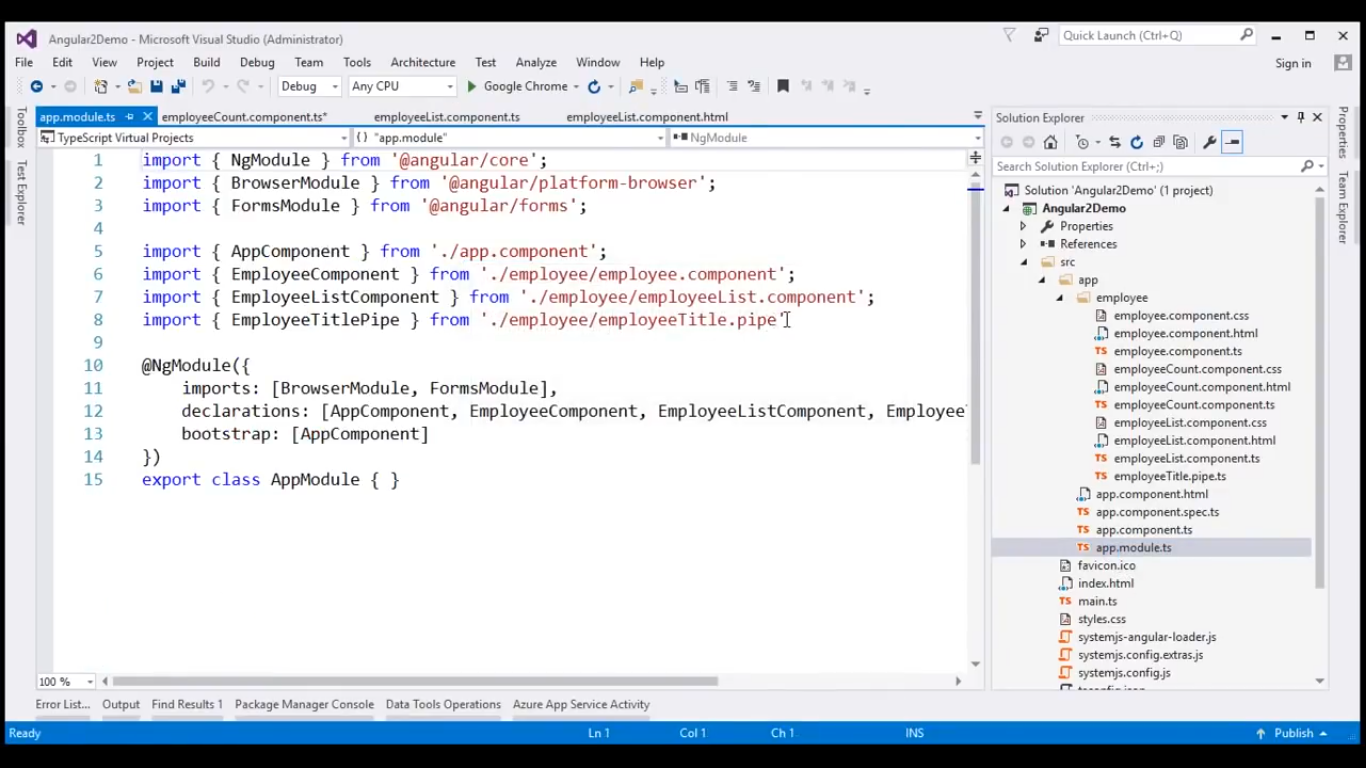 Angular2Demo - Microsoft Visual Studio (Administrator)
Quick Launch (Ctrl+Q)
File Edit View Project Build Debug Team Tools Architecture Test Analyze Window Help
Sign in
Debug Any CPU Google Chrome
app.module.ts employeeCount.component.ts* employeeList.component.ts employeeList.component.html
TypeScript Virtual Projects {} "app.module" NgModule
Toolbox
Test Explorer
1 import { NgModule } from '@angular/core';
2 import { BrowserModule } from '@angular/platform-browser';
3 import { FormsModule } from '@angular/forms';
4
5 import { AppComponent } from './app.component';
6 import { EmployeeComponent } from './employee/employee.component';
7 import { EmployeeListComponent } from './employee/employeeList.component';
8 import { EmployeeTitlePipe } from './employee/employeeTitle.pipe'
9
10 @NgModule({
11 imports: [BrowserModule, FormsModule],
12 declarations: [AppComponent, EmployeeComponent, EmployeeListComponent, Employee
13 bootstrap: [AppComponent]
14 })
15 export class AppModule { }
100 %
Solution Explorer
Search Solution Explorer (Ctrl+;)
Solution 'Angular2Demo' (1 project)
Angular2Demo
Properties
References
src
app
employee
employee.component.css
employee.component.html
TS employee.component.ts
employeeCount.component.css
employeeCount.component.html
TS employeeCount.component.ts
employeeList.component.css
employeeList.component.html
TS employeeList.component.ts
TS employeeTitle.pipe.ts
app.component.html
TS app.component.spec.ts
TS app.component.ts
TS app.module.ts
favicon.ico
index.html
TS main.ts
styles.css
systemjs-angular-loader.js
systemjs.config.extras.js
systemjs.config.js
Properties
Team Explorer
Error List... Output Find Results 1 Package Manager Console Data Tools Operations Azure App Service Activity
Ready Ln 1 Col 1 Ch 1 INS Publish